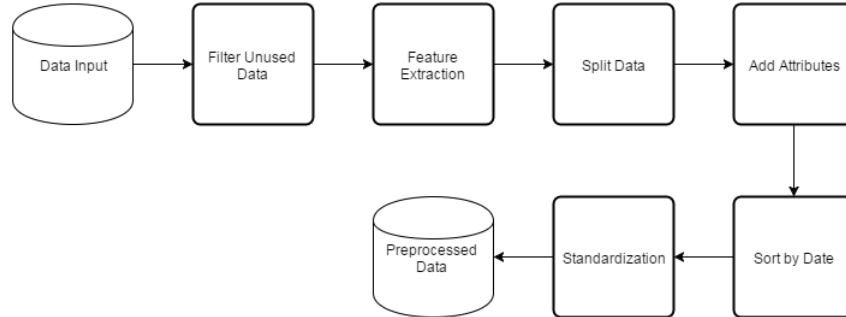 Data Input
Filter Unused
Data
Feature
Extraction
Split Data
Add Attributes
Preprocessed
Data
Standardization
Sort by Date